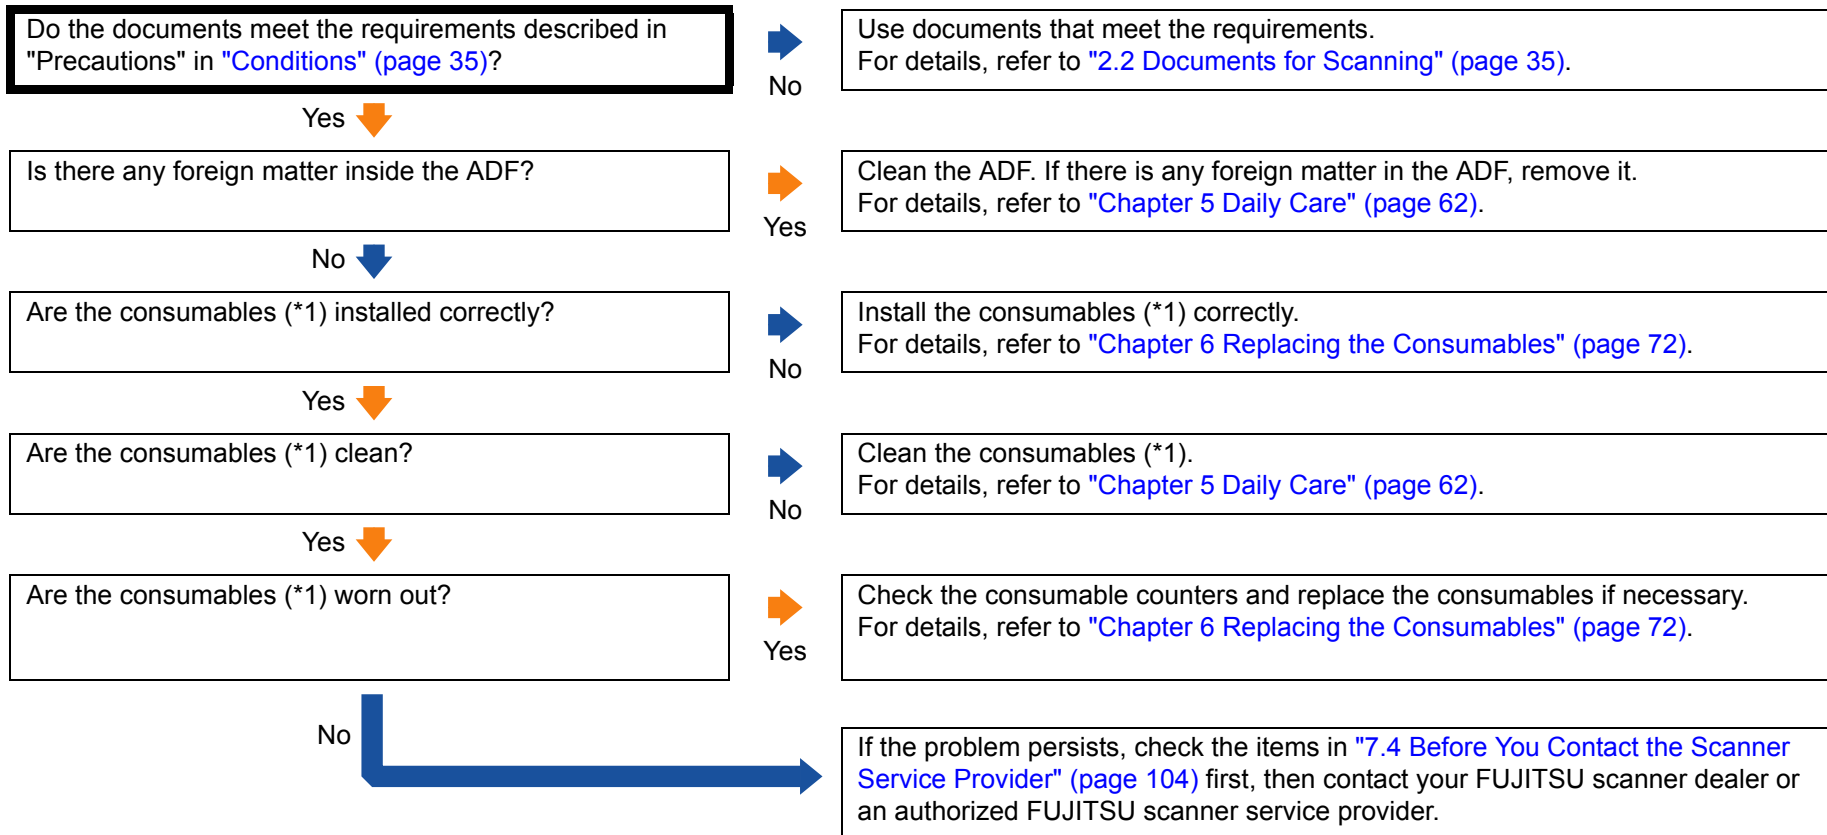 Do the documents meet the requirements described in
"Precautions" in "Conditions" (page 35)?
No
Use documents that meet the requirements.
For details, refer to "2.2 Documents for Scanning" (page 35).
Yes
Is there any foreign matter inside the ADF?
Yes
Clean the ADF. If there is any foreign matter in the ADF, remove it.
For details, refer to "Chapter 5 Daily Care" (page 62).
No
Are the consumables (*1) installed correctly?
No
Install the consumables (*1) correctly.
For details, refer to "Chapter 6 Replacing the Consumables" (page 72).
Yes
Are the consumables (*1) clean?
No
Clean the consumables (*1).
For details, refer to "Chapter 5 Daily Care" (page 62).
Yes
Are the consumables (*1) worn out?
Yes
Check the consumable counters and replace the consumables if necessary.
For details, refer to "Chapter 6 Replacing the Consumables" (page 72).
No
If the problem persists, check the items in "7.4 Before You Contact the Scanner
Service Provider" (page 104) first, then contact your FUJITSU scanner dealer or
an authorized FUJITSU scanner service provider.